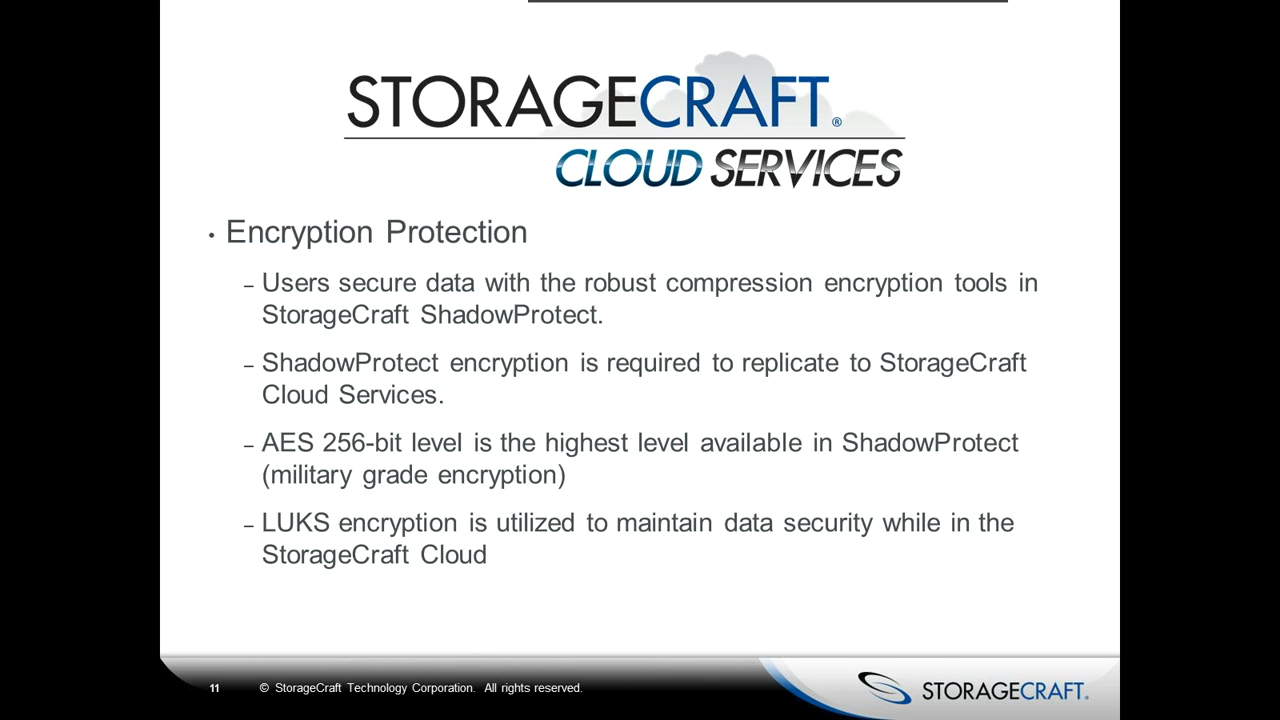 STORAGECRAFT®
CLOUD SERVICES
• Encryption Protection
– Users secure data with the robust compression encryption tools in
StorageCraft ShadowProtect.
– ShadowProtect encryption is required to replicate to StorageCraft
Cloud Services.
– AES 256-bit level is the highest level available in ShadowProtect
(military grade encryption)
– LUKS encryption is utilized to maintain data security while in the
StorageCraft Cloud
11 © StorageCraft Technology Corporation. All rights reserved.
STORAGECRAFT®